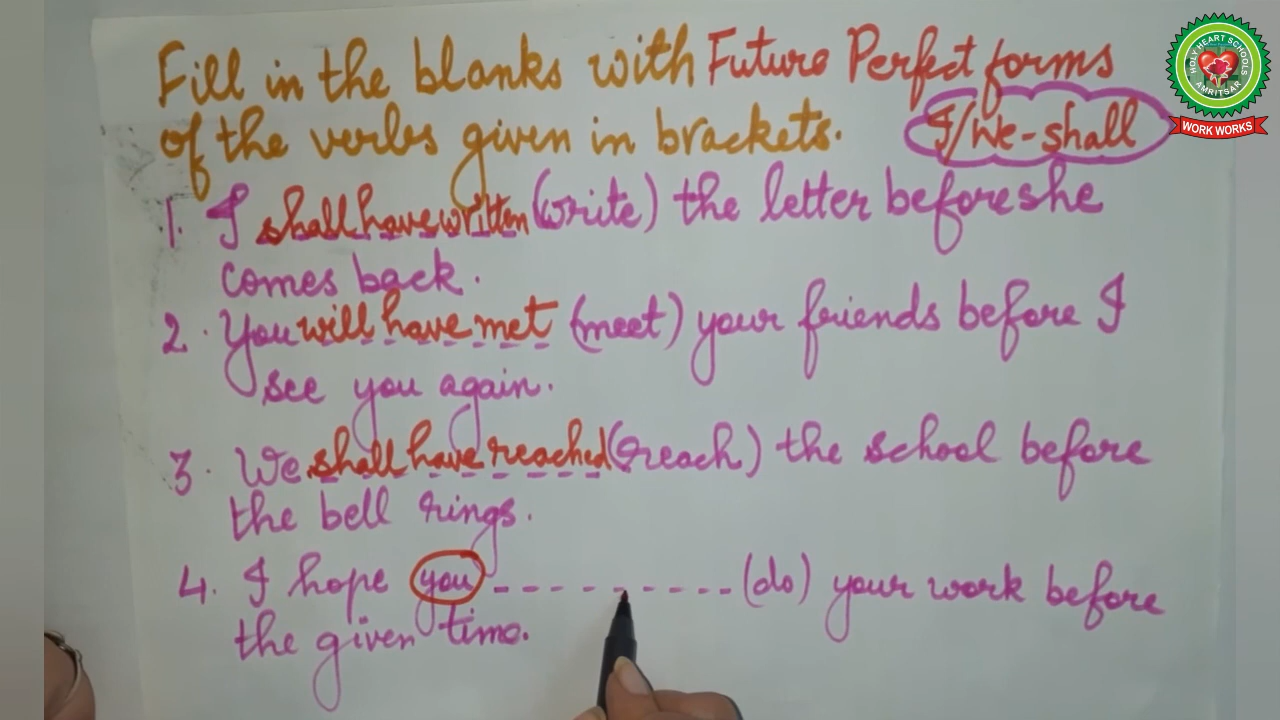 Fill in the blanks with Future Perfect forms
of the verbs given in brackets.
I/We-shall
1. I shall have written (write) the letter before she
comes back.
2. You will have met (meet) your friends before I
see you again.
3. We shall have reached (reach) the school before
the bell rings.
4. I hope you ---------- (do) your work before
the given time.
HOLY HEART SCHOOLS
AMRITSAR
WORK WORKS